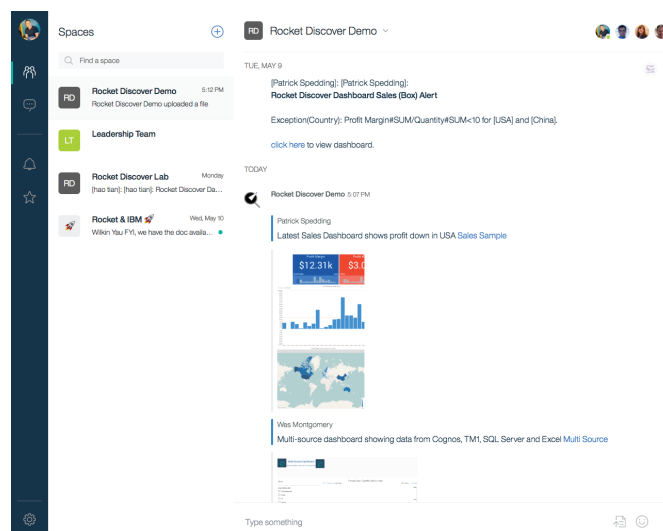 Spaces
Find a space
RD
Rocket Discover Demo
5:12 PM
Rocket Discover Demo uploaded a file
LT
Leadership Team
RD
Rocket Discover Lab
Monday
[hao tian]: [hao tian]: Rocket Discover Da...
Rocket & IBM 🚀
Wed, May 10
Wilkin Yau FYI, we have the doc availa...
RD
Rocket Discover Demo
TUE, MAY 9
[Patrick Spedding]: [Patrick Spedding]:
Rocket Discover Dashboard Sales (Box) Alert
Exception(Country): Profit Margin#SUM/Quantity#SUM<10 for [USA] and [China].
click here to view dashboard.
TODAY
Rocket Discover Demo 5:07 PM
Patrick Spedding
Latest Sales Dashboard shows profit down in USA Sales Sample
Profit Margin
$12.31k
$3.0
Wes Montgomery
Multi-source dashboard showing data from Cognos, TM1, SQL Server and Excel Multi Source
Type something